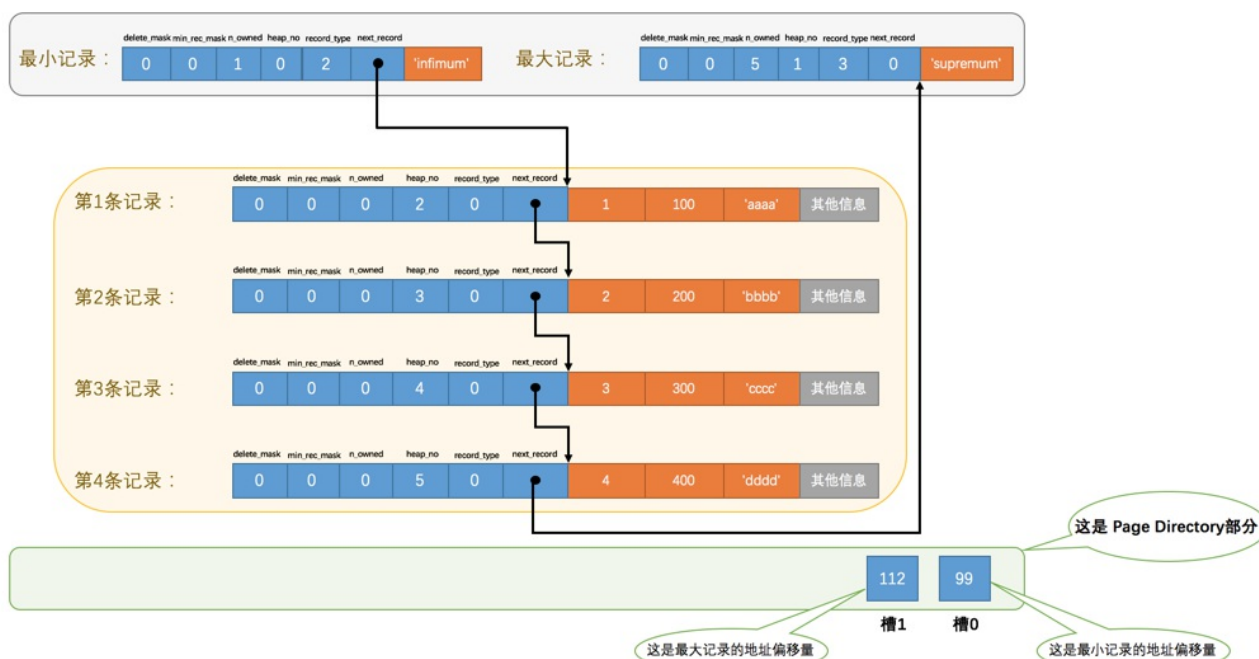 delete_mask min_rec_mask n_owned heap_no record_type next_record
最小记录： 0 0 1 0 2 'infimum'
delete_mask min_rec_mask n_owned heap_no record_type next_record
最大记录： 0 0 5 1 3 0 'supremum'
delete_mask min_rec_mask n_owned heap_no record_type next_record
第1条记录： 0 0 0 2 0 1 100 'aaaa' 其他信息
delete_mask min_rec_mask n_owned heap_no record_type next_record
第2条记录： 0 0 0 3 0 2 200 'bbbb' 其他信息
delete_mask min_rec_mask n_owned heap_no record_type next_record
第3条记录： 0 0 0 4 0 3 300 'cccc' 其他信息
delete_mask min_rec_mask n_owned heap_no record_type next_record
第4条记录： 0 0 0 5 0 4 400 'dddd' 其他信息
这是 Page Directory部分
112 99
槽1 槽0
这是最大记录的地址偏移量 这是最小记录的地址偏移量